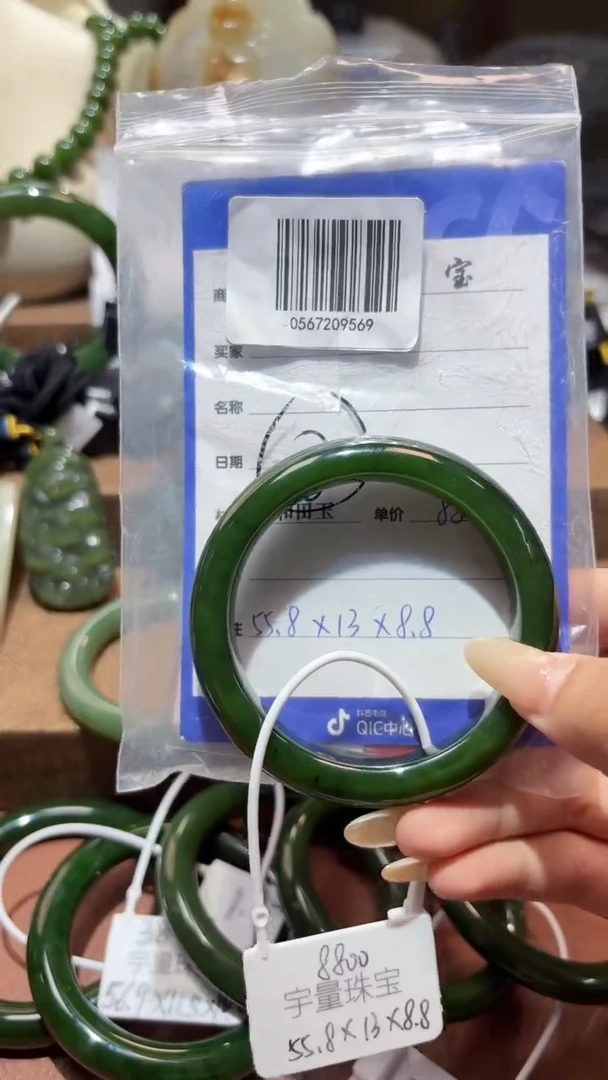 宝
0567209569
买家
名称
日期
和田玉 单价
55.8×13×8.8
抖音电商
QIC中心
8800
宇量珠宝
55.8×13×8.8